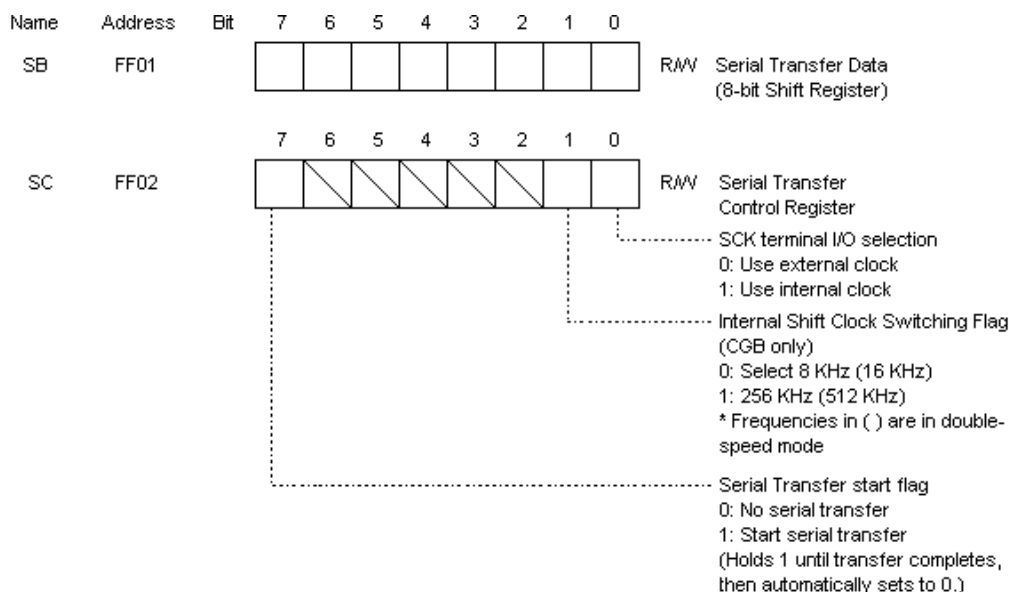 Name Address Bit 7 6 5 4 3 2 1 0
SB FF01 R/W Serial Transfer Data
(8-bit Shift Register)
7 6 5 4 3 2 1 0
SC FF02 R/W Serial Transfer
Control Register
SCK terminal I/O selection
0: Use external clock
1: Use internal clock
Internal Shift Clock Switching Flag
(CGB only)
0: Select 8 KHz (16 KHz)
1: 256 KHz (512 KHz)
* Frequencies in ( ) are in double-
speed mode
Serial Transfer start flag
0: No serial transfer
1: Start serial transfer
(Holds 1 until transfer completes,
then automatically sets to 0.)